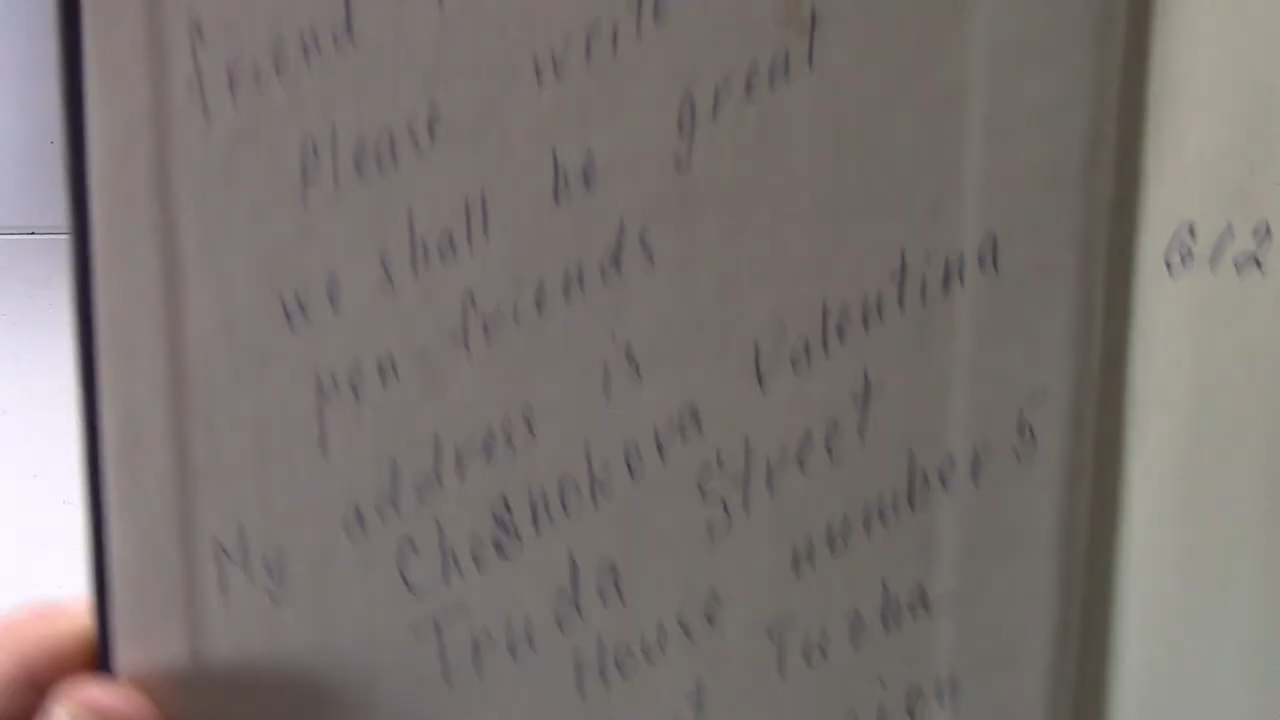 friend
Please write
we shall be great
pen-friends
My address is
Chesnokova Valentina
Truda Street
House number 5
612